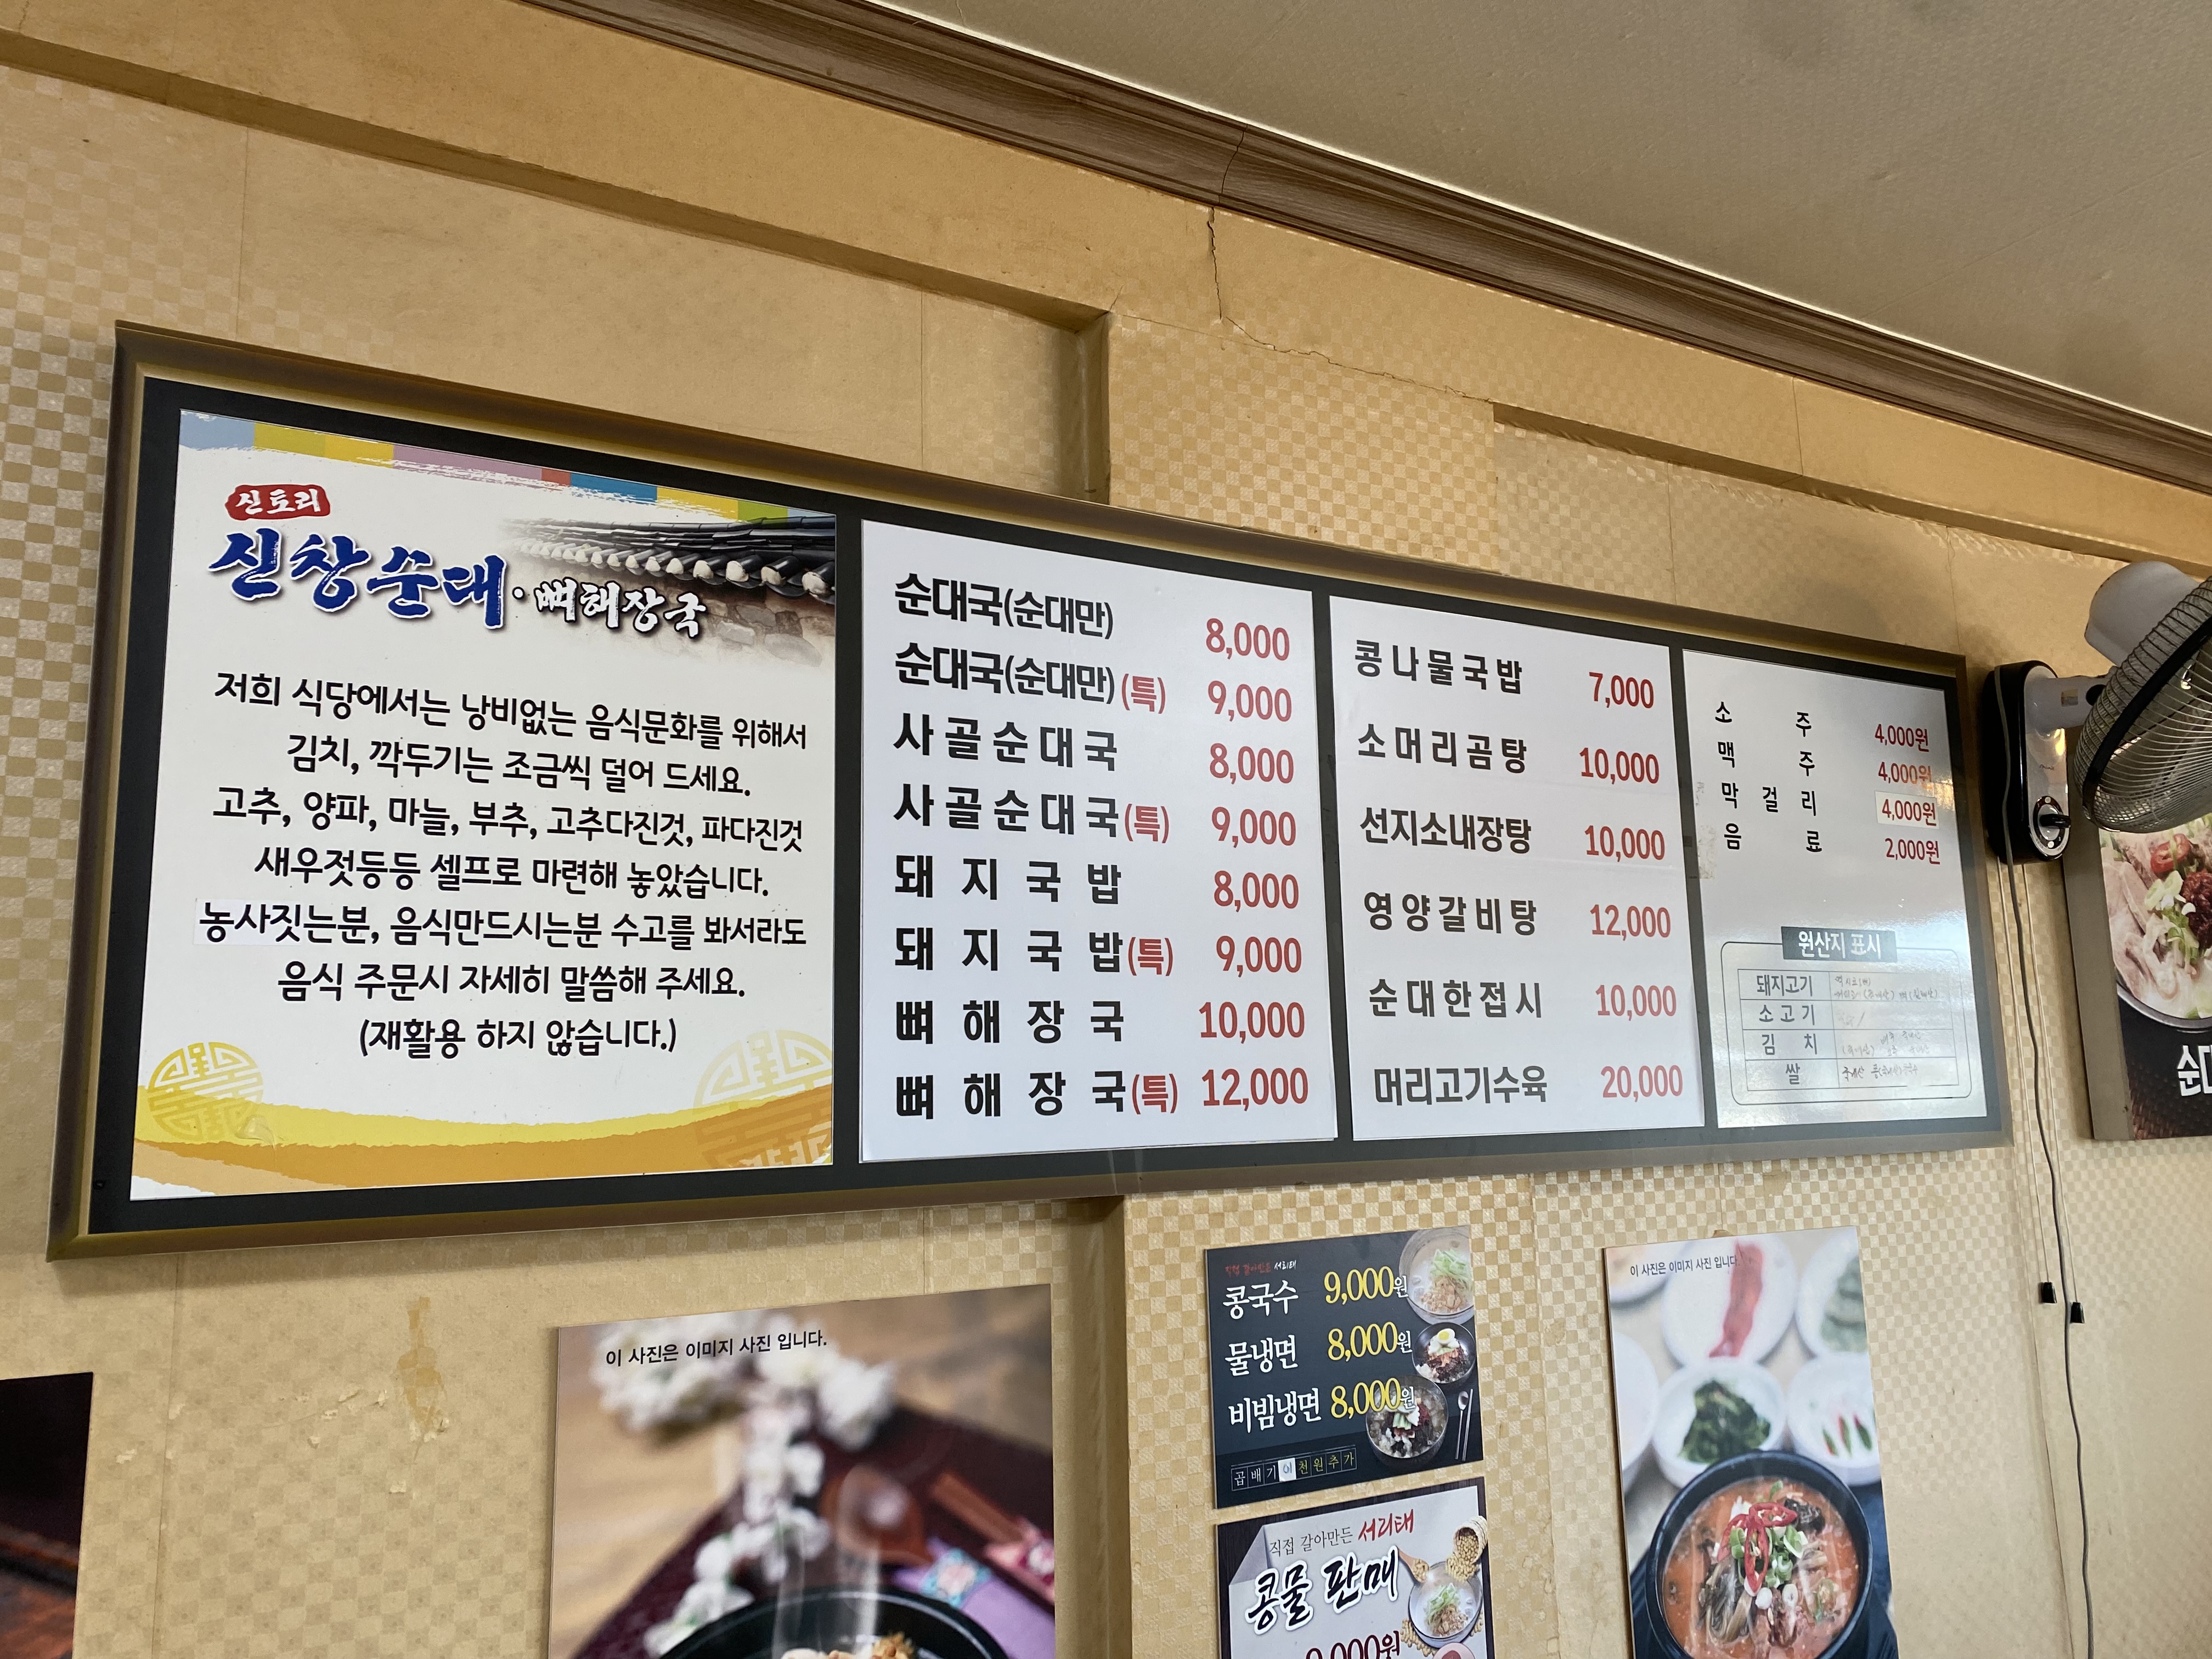 신토리
신창순대·뼈해장국
저희 식당에서는 낭비없는 음식문화를 위해서
김치, 깍두기는 조금씩 덜어 드세요.
고추, 양파, 마늘, 부추, 고추다진것, 파다진것
새우젓등등 셀프로 마련해 놓았습니다.
농사짓는분, 음식만드시는분 수고를 봐서라도
음식 주문시 자세히 말씀해 주세요.
(재활용 하지 않습니다.)
순대국(순대만) 8,000
순대국(순대만)(특) 9,000
사골순대국 8,000
사골순대국(특) 9,000
돼지국밥 8,000
돼지국밥(특) 9,000
뼈해장국 10,000
뼈해장국(특) 12,000
콩나물국밥 7,000
소머리곰탕 10,000
선지소내장탕 10,000
영양갈비탕 12,000
순대한접시 10,000
머리고기수육 20,000
소주 4,000원
맥주 4,000원
막걸리 4,000원
음료 2,000원
원산지 표시
돼지고기
소고기
김치
쌀
이 사진은 이미지 사진 입니다.
직접 갈아만든 서리태
콩국수 9,000원
물냉면 8,000원
비빔냉면 8,000원
곱배기 이천원추가
직접 갈아만든 서리태
콩물 판매
이 사진은 이미지 사진 입니다